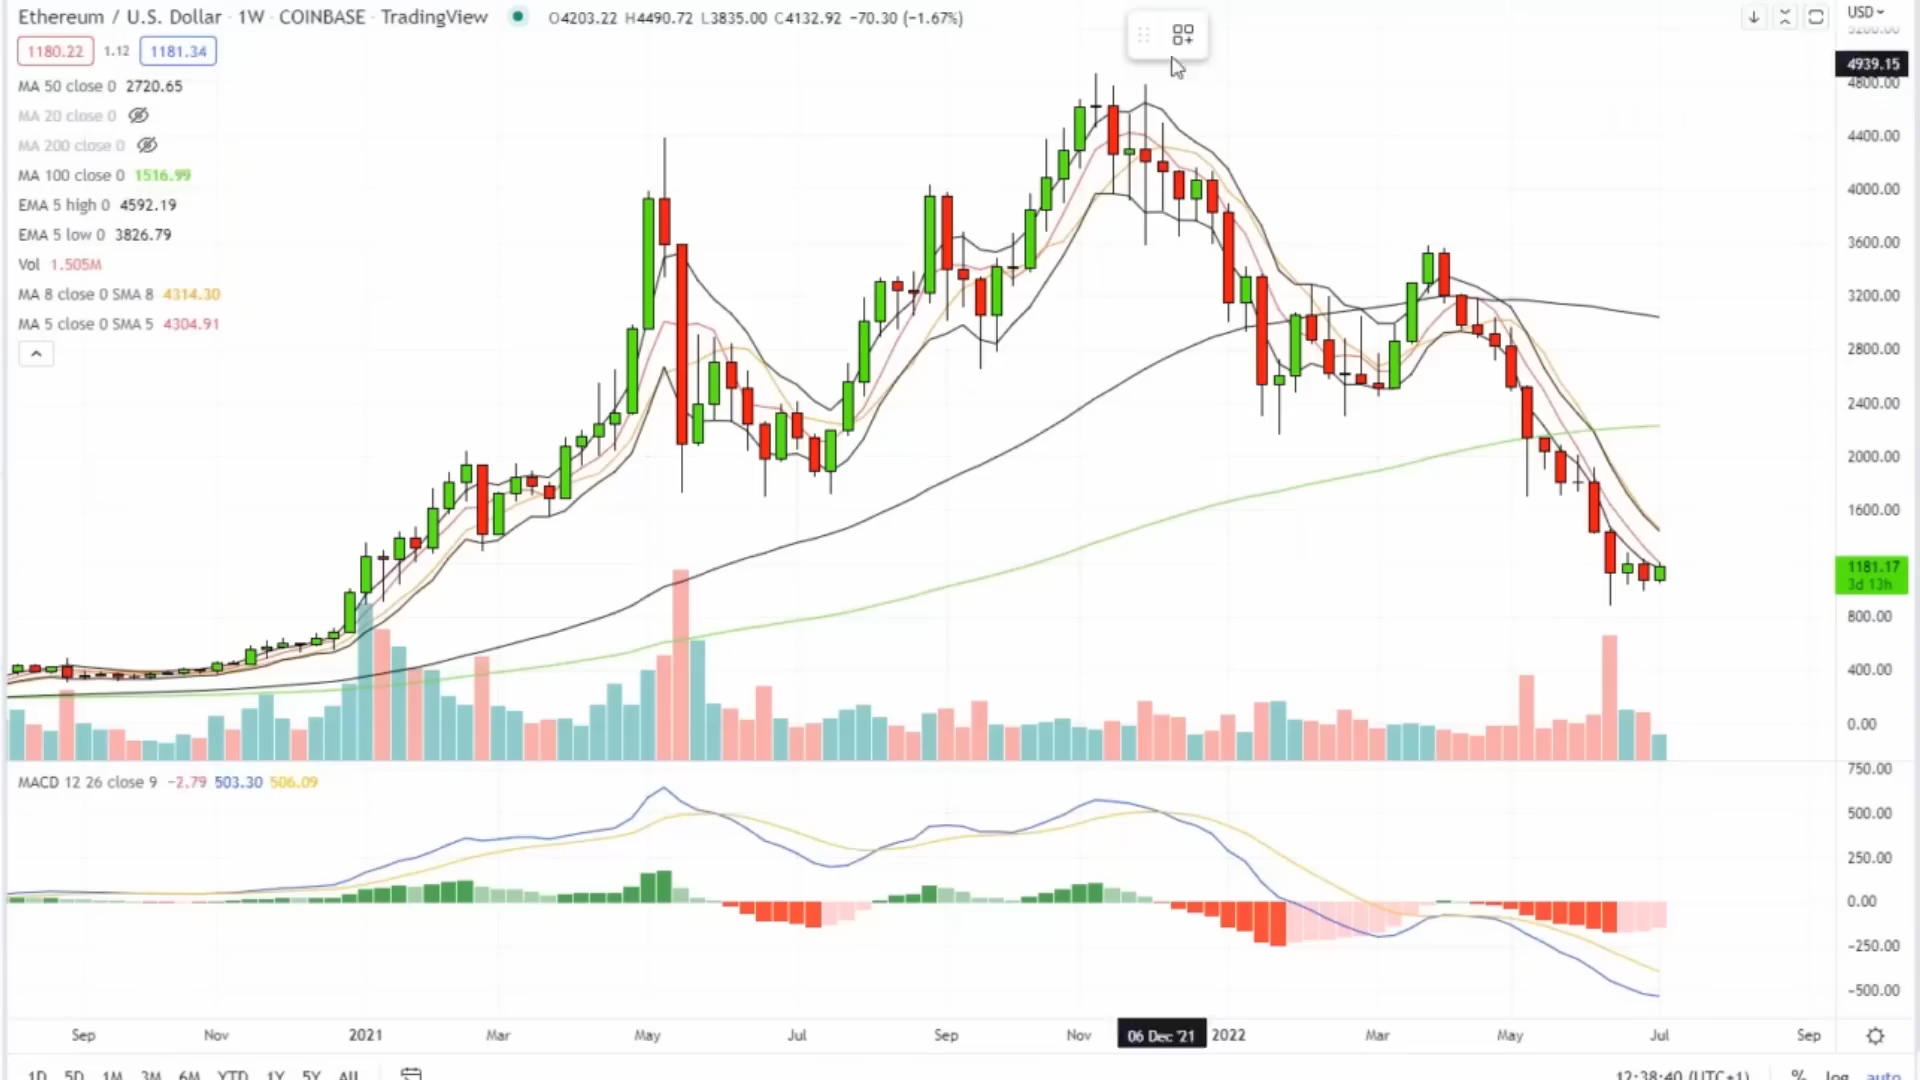 Ethereum / U.S. Dollar · 1W · COINBASE · TradingView O4203.22 H4490.72 L3835.00 C4132.92 −70.30 (−1.67%)
USD
1180.22 1.12 1181.34
MA 50 close 0 2720.65
MA 20 close 0
MA 200 close 0
MA 100 close 0 1516.99
EMA 5 high 0 4592.19
EMA 5 low 0 3826.79
Vol 1.505M
MA 8 close 0 SMA 8 4314.30
MA 5 close 0 SMA 5 4304.91
5200.00
4939.15
4800.00
4400.00
4000.00
3600.00
3200.00
2800.00
2400.00
2000.00
1600.00
1181.17
3d 13h
800.00
400.00
0.00
MACD 12 26 close 9 −2.79 503.30 506.09
750.00
500.00
250.00
0.00
−250.00
−500.00
Sep Nov 2021 Mar May Jul Sep Nov 06 Dec '21 2022 Mar May Jul Sep
1D 5D 1M 3M 6M YTD 1Y 5Y All 12:38:40 (UTC+1) % log auto